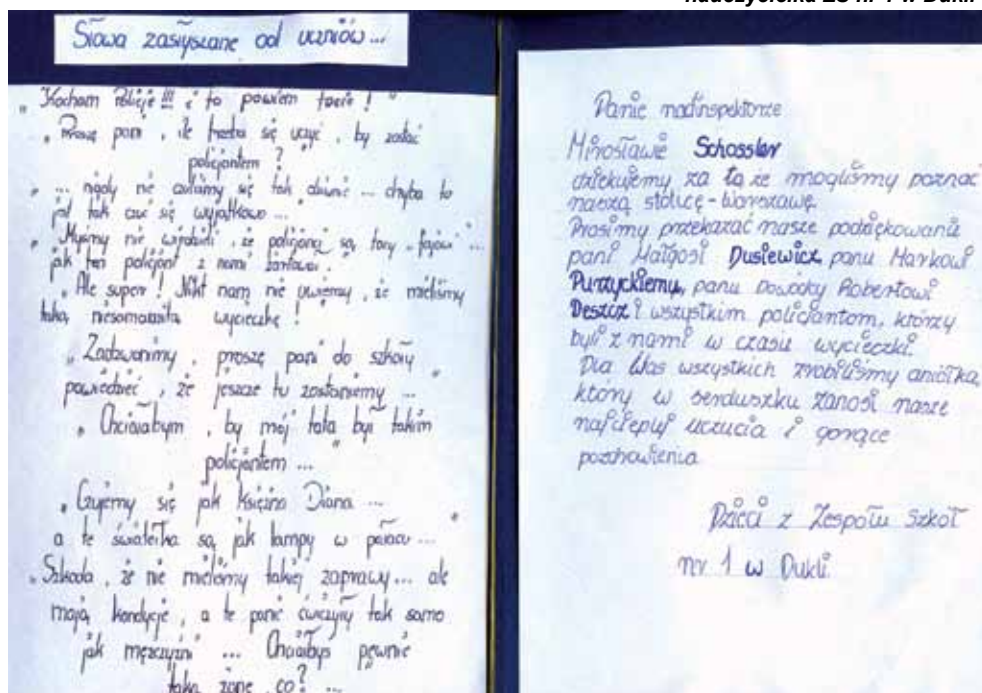 nauczycielka ZS nr 1 w Dukli
Słowa zasłyszane od uczniów...
„Kocham Policję!!! i to powiem tacie!"
„Proszę pani, ile trzeba się uczyć, by zostać
policjantem?"
„... nigdy nie czułam się tak dziwnie... chyba to
jest tak czuć się wyjątkowo..."
„Myśmy nie wiedzieli, że policjanci są tacy „fajowi"...
jak ten policjant z nami żartował."
„Ale super! Nikt nam nie uwierzy, że mieliśmy
taką niesamowitą wycieczkę!
„Zadzwonimy, proszę pani do szkoły
powiedzieć, że jeszcze tu zostaniemy..."
„Chciałabym, by mój tata był takim
policjantem..."
„Czujemy się jak Księżna Diana...
a te światełka są jak lampy w pałacu..."
„Szkoda, że nie mieliśmy takiej zaprawy... ale
mają kondycję, a te panie ćwiczyły tak samo
jak mężczyźni... Chciałbyś pewnie
taką żonę, co?...
Panie nadinspektorze
Mirosławie Schossler
dziękujemy za to że mogliśmy poznać
naszą stolicę - Warszawę.
Prosimy przekazać nasze podziękowania
pani Małgosi Dusiewicz panu Markowi
Purzyckiemu, panu Dowódcy Robertowi
Deszcz i wszystkim policjantom, którzy
byli z nami w czasie wycieczki.
Dla Was wszystkich zrobiliśmy aniołka,
który w serduszku zanosi nasze
najcieplej uczucia i gorące
pozdrowienia
Dzieci z Zespołu Szkół
nr 1 w Dukli